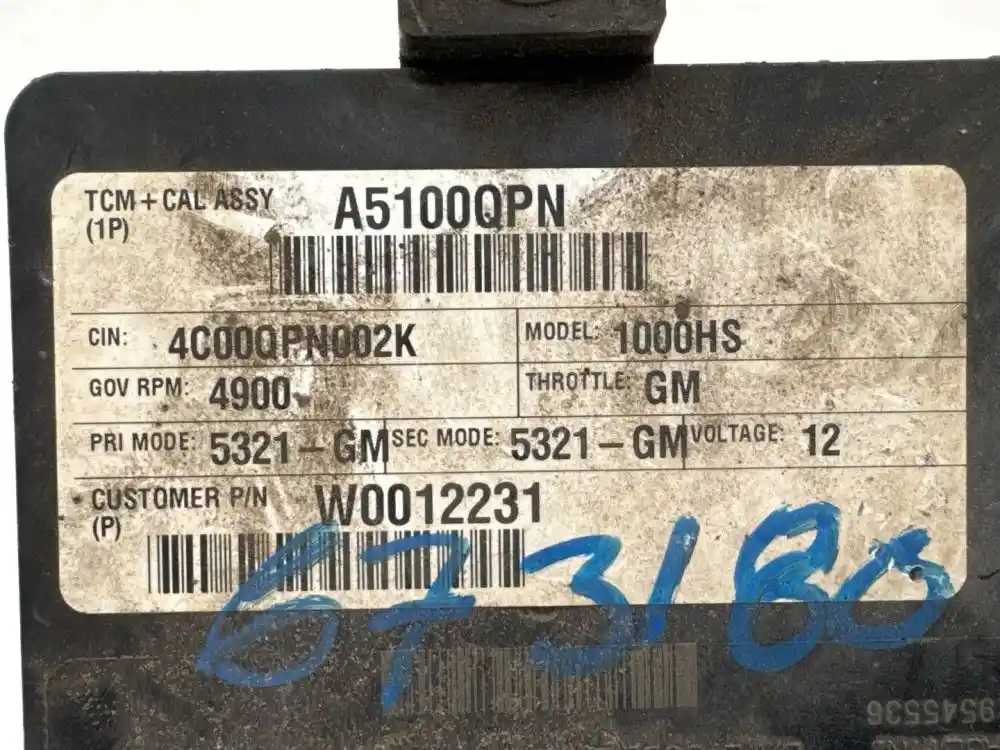 TCM + CAL ASSY A5100QPN
(1P)
CIN: 4C00QPN002K MODEL: 1000HS
GOV RPM: 4900 THROTTLE: GM
PRI MODE: 5321-GM SEC MODE: 5321-GM VOLTAGE: 12
CUSTOMER P/N W0012231
(P)
673180
9545536